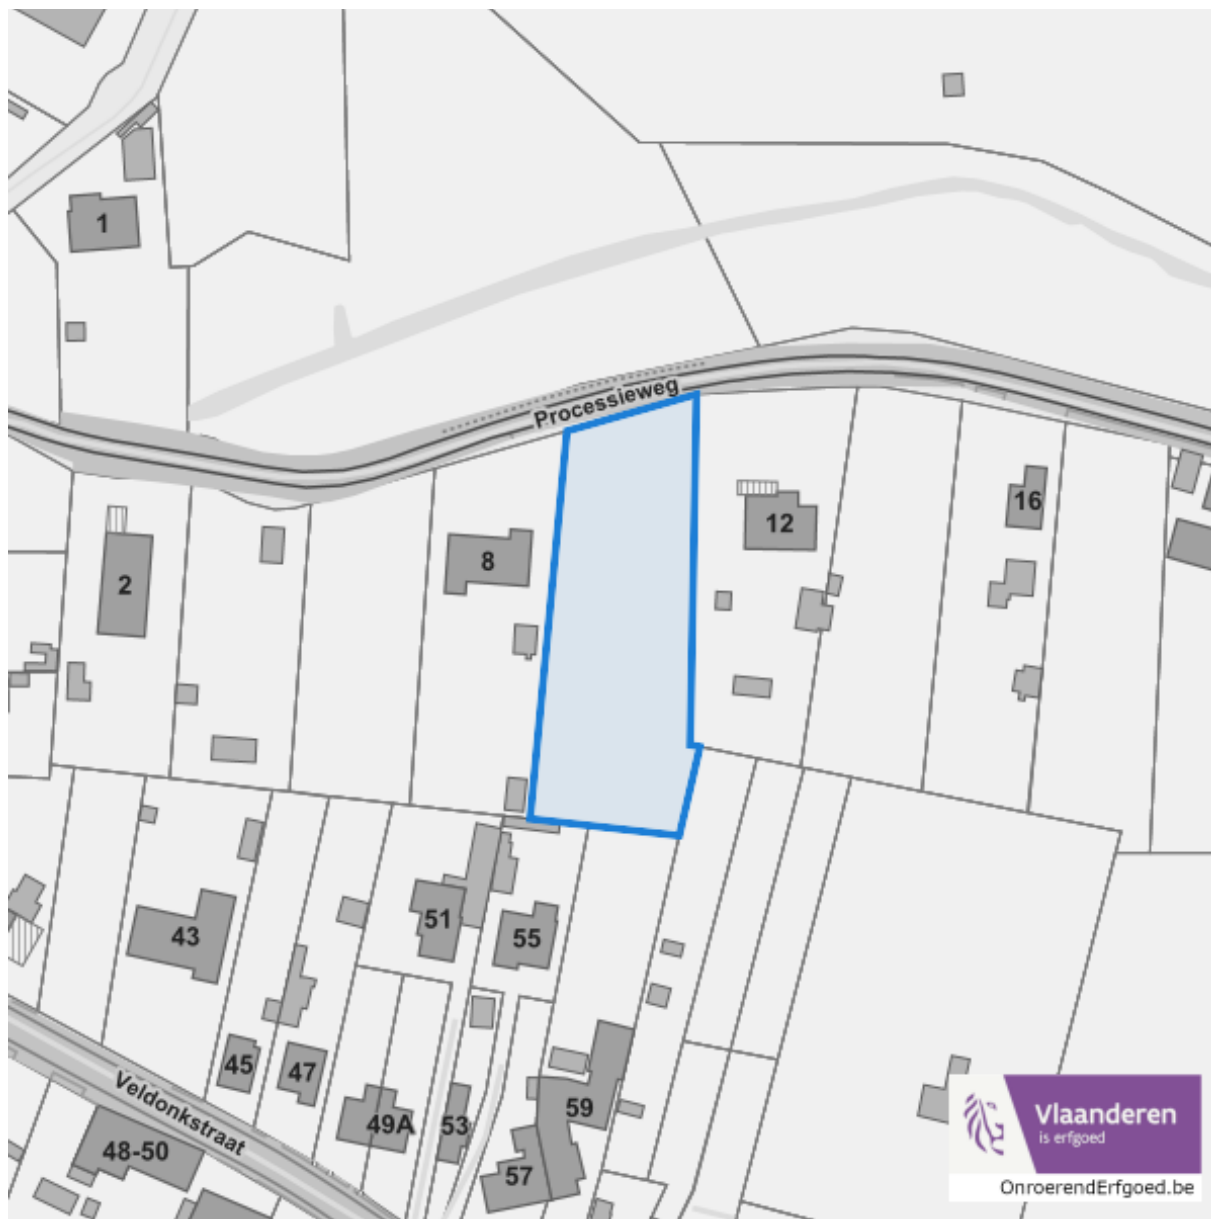 1
Processieweg
12
16
8
2
51
55
43
45
47
49A
53
59
57
Veldonkstraat
48-50
Vlaanderen
is erfgoed
OnroerendErfgoed.be